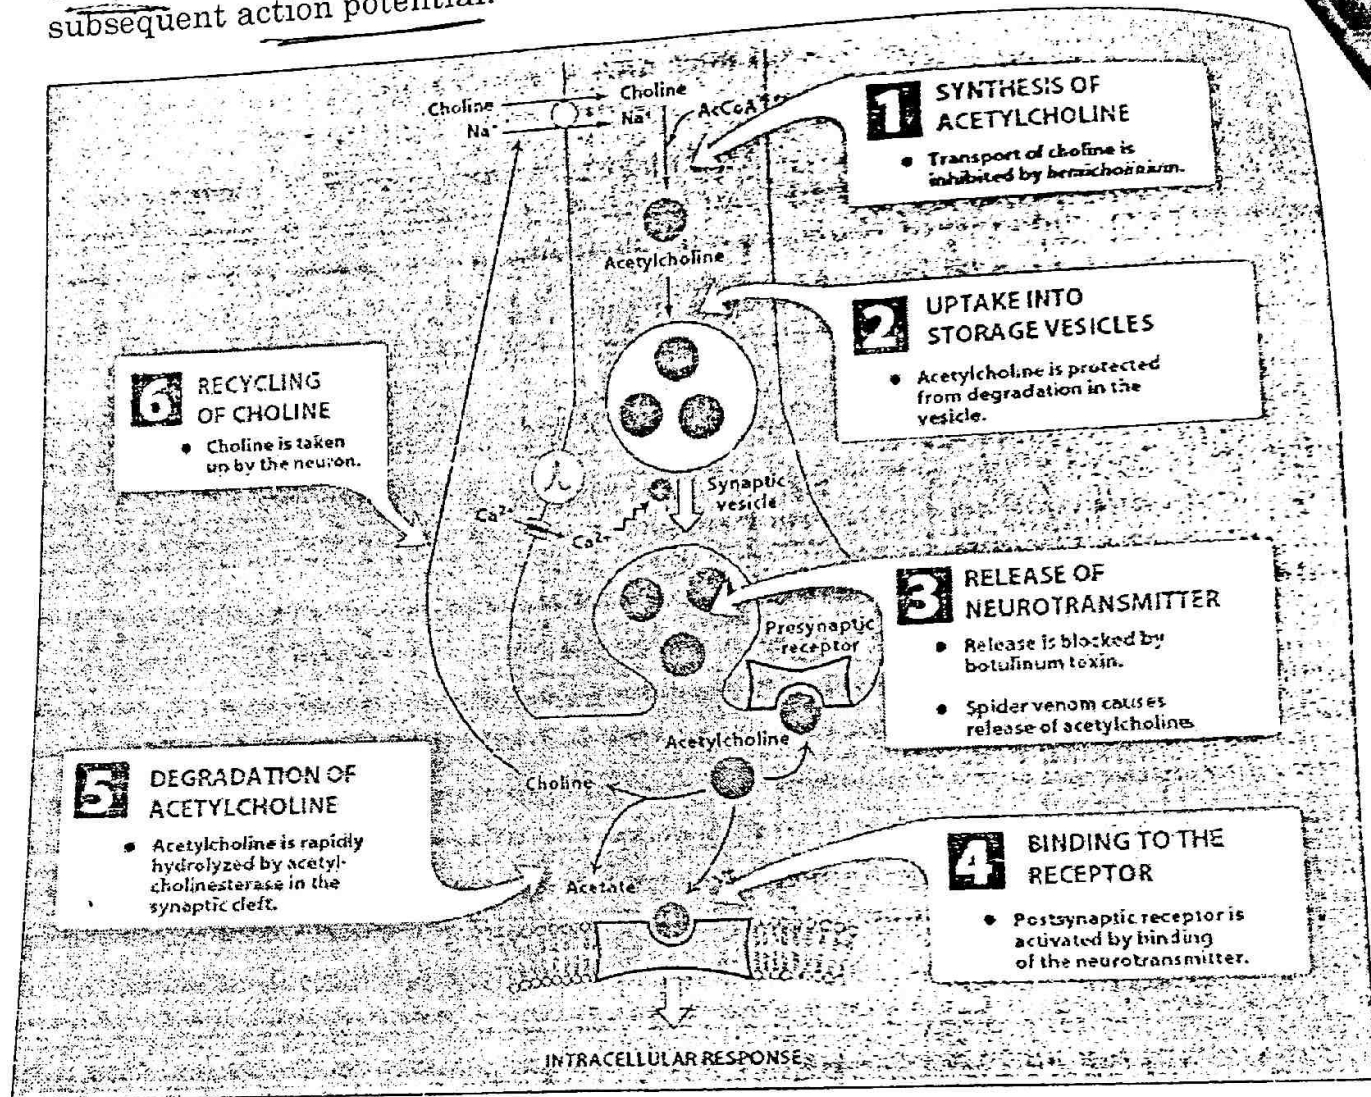 subsequent action potential.
Choline
Na⁺
Choline
Na⁺
AcCoA
1
SYNTHESIS OF
ACETYLCHOLINE
• Transport of choline is
inhibited by hemicholinium.
Acetylcholine
2
UPTAKE INTO
STORAGE VESICLES
• Acetylcholine is protected
from degradation in the
vesicle.
6
RECYCLING
OF CHOLINE
• Choline is taken
up by the neuron.
Synaptic
vesicle
Ca²⁺
Ca²⁺
3
RELEASE OF
NEUROTRANSMITTER
• Release is blocked by
botulinum toxin.
• Spider venom causes
release of acetylcholine
Presynaptic
receptor
Acetylcholine
Choline
5
DEGRADATION OF
ACETYLCHOLINE
• Acetylcholine is rapidly
hydrolyzed by acetyl-
cholinesterase in the
synaptic cleft.
Acetate
4
BINDING TO THE
RECEPTOR
• Postsynaptic receptor is
activated by binding
of the neurotransmitter.
INTRACELLULAR RESPONSE